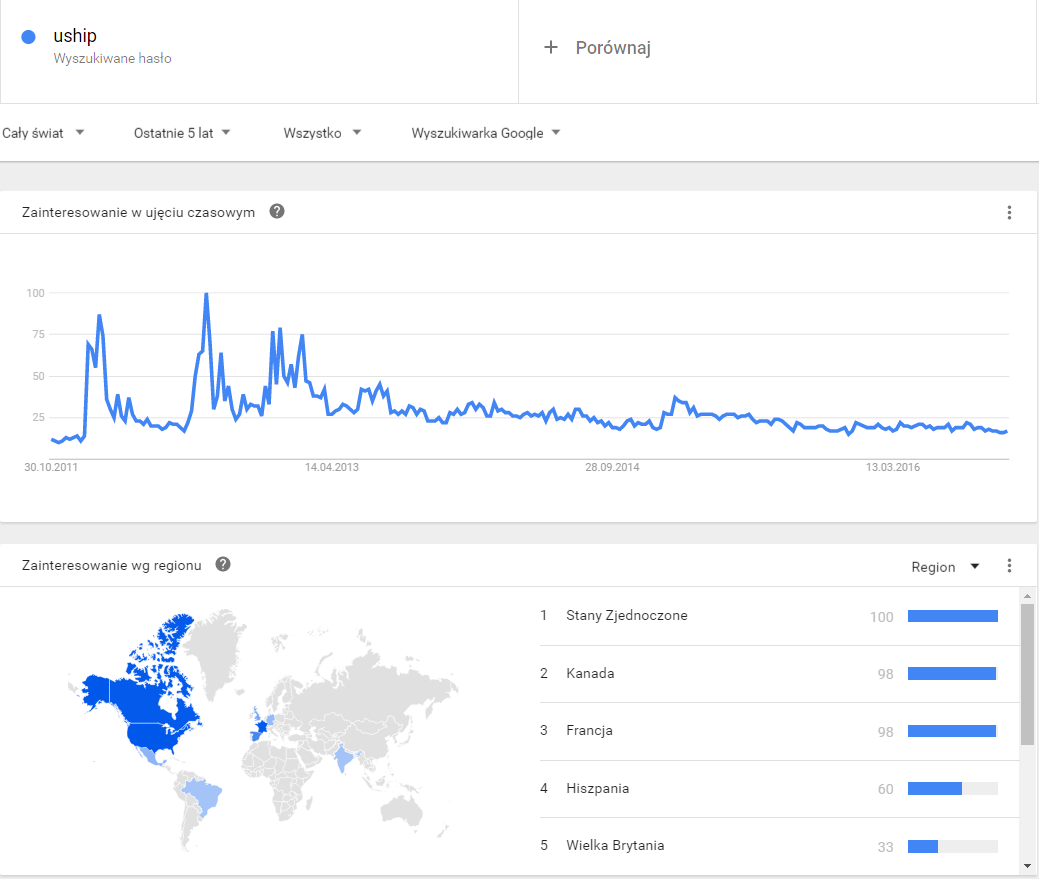 uship
Wyszukiwane hasło
+ Porównaj
Cały świat Ostatnie 5 lat Wszystko Wyszukiwarka Google
Zainteresowanie w ujęciu czasowym ?
100
75
50
25
30.10.2011 14.04.2013 28.09.2014 13.03.2016
Zainteresowanie wg regionu ?
Region
1 Stany Zjednoczone 100
2 Kanada 98
3 Francja 98
4 Hiszpania 60
5 Wielka Brytania 33